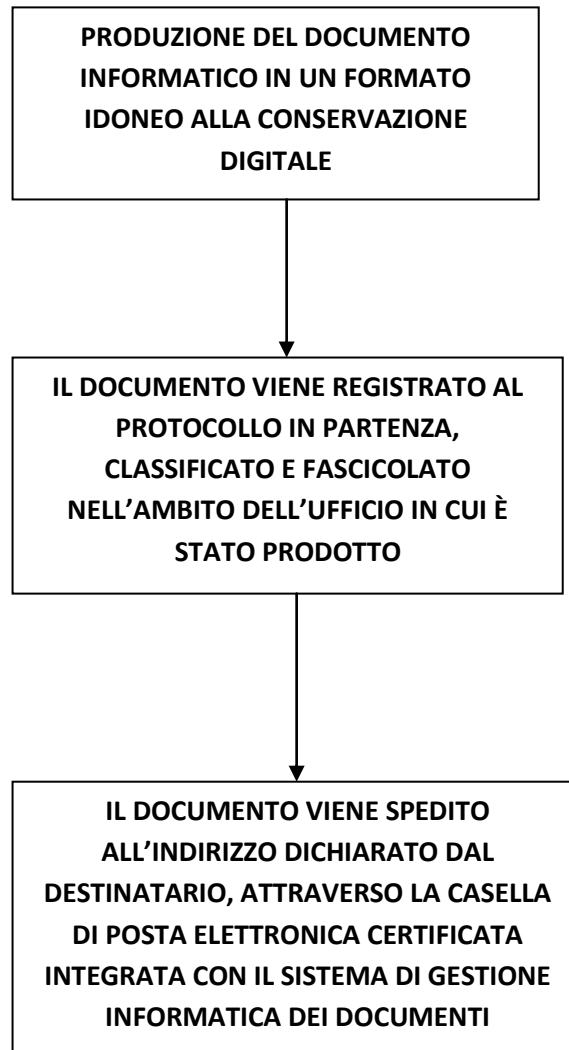 PRODUZIONE DEL DOCUMENTO
INFORMATICO IN UN FORMATO
IDONEO ALLA CONSERVAZIONE
DIGITALE
IL DOCUMENTO VIENE REGISTRATO AL
PROTOCOLLO IN PARTENZA,
CLASSIFICATO E FASCICOLATO
NELL’AMBITO DELL’UFFICIO IN CUI È
STATO PRODOTTO
IL DOCUMENTO VIENE SPEDITO
ALL’INDIRIZZO DICHIARATO DAL
DESTINATARIO, ATTRAVERSO LA CASELLA
DI POSTA ELETTRONICA CERTIFICATA
INTEGRATA CON IL SISTEMA DI GESTIONE
INFORMATICA DEI DOCUMENTI